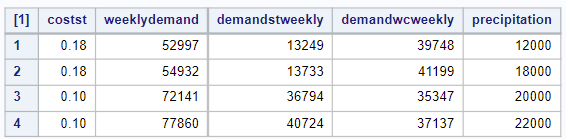 [1] costst weeklydemand demandstweekly demandwcweekly precipitation
1 0.18 52997 13249 39748 12000
2 0.18 54932 13733 41199 18000
3 0.10 72141 36794 35347 20000
4 0.10 77860 40724 37137 22000